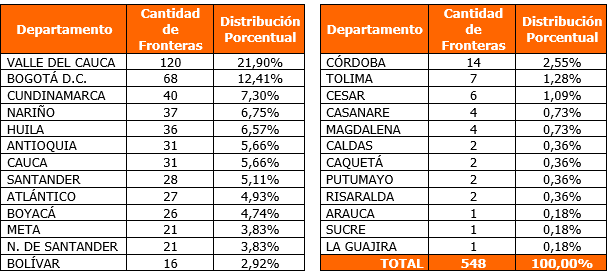 Departamento Cantidad de Fronteras Distribución Porcentual
VALLE DEL CAUCA 120 21,90%
BOGOTÁ D.C. 68 12,41%
CUNDINAMARCA 40 7,30%
NARIÑO 37 6,75%
HUILA 36 6,57%
ANTIOQUIA 31 5,66%
CAUCA 31 5,66%
SANTANDER 28 5,11%
ATLÁNTICO 27 4,93%
BOYACÁ 26 4,74%
META 21 3,83%
N. DE SANTANDER 21 3,83%
BOLÍVAR 16 2,92%
Departamento Cantidad de Fronteras Distribución Porcentual
CÓRDOBA 14 2,55%
TOLIMA 7 1,28%
CESAR 6 1,09%
CASANARE 4 0,73%
MAGDALENA 4 0,73%
CALDAS 2 0,36%
CAQUETÁ 2 0,36%
PUTUMAYO 2 0,36%
RISARALDA 2 0,36%
ARAUCA 1 0,18%
SUCRE 1 0,18%
LA GUAJIRA 1 0,18%
TOTAL 548 100,00%